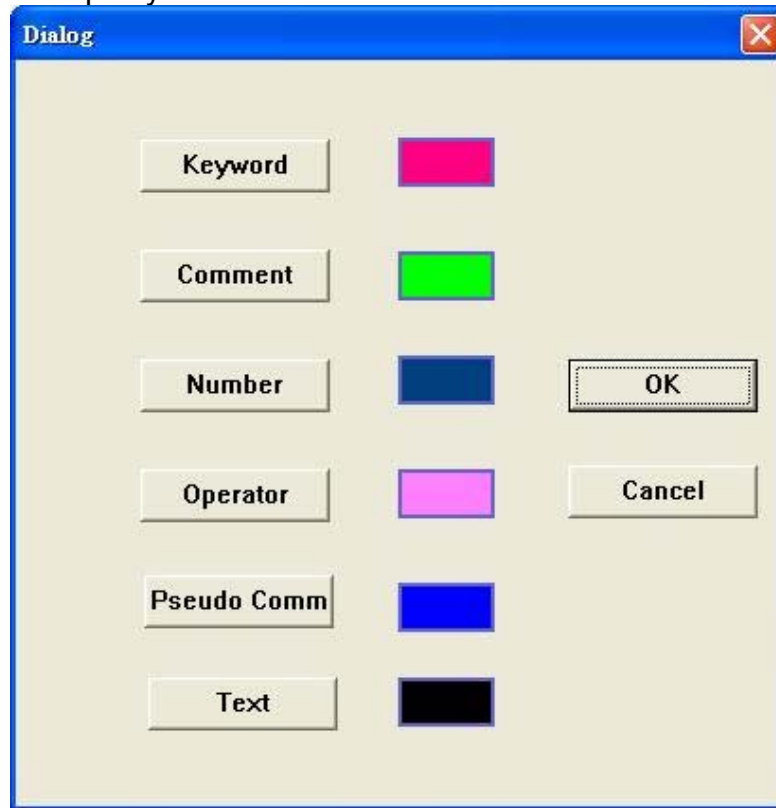 Dialog
Keyword
Comment
Number
OK
Operator
Cancel
Pseudo Comm
Text